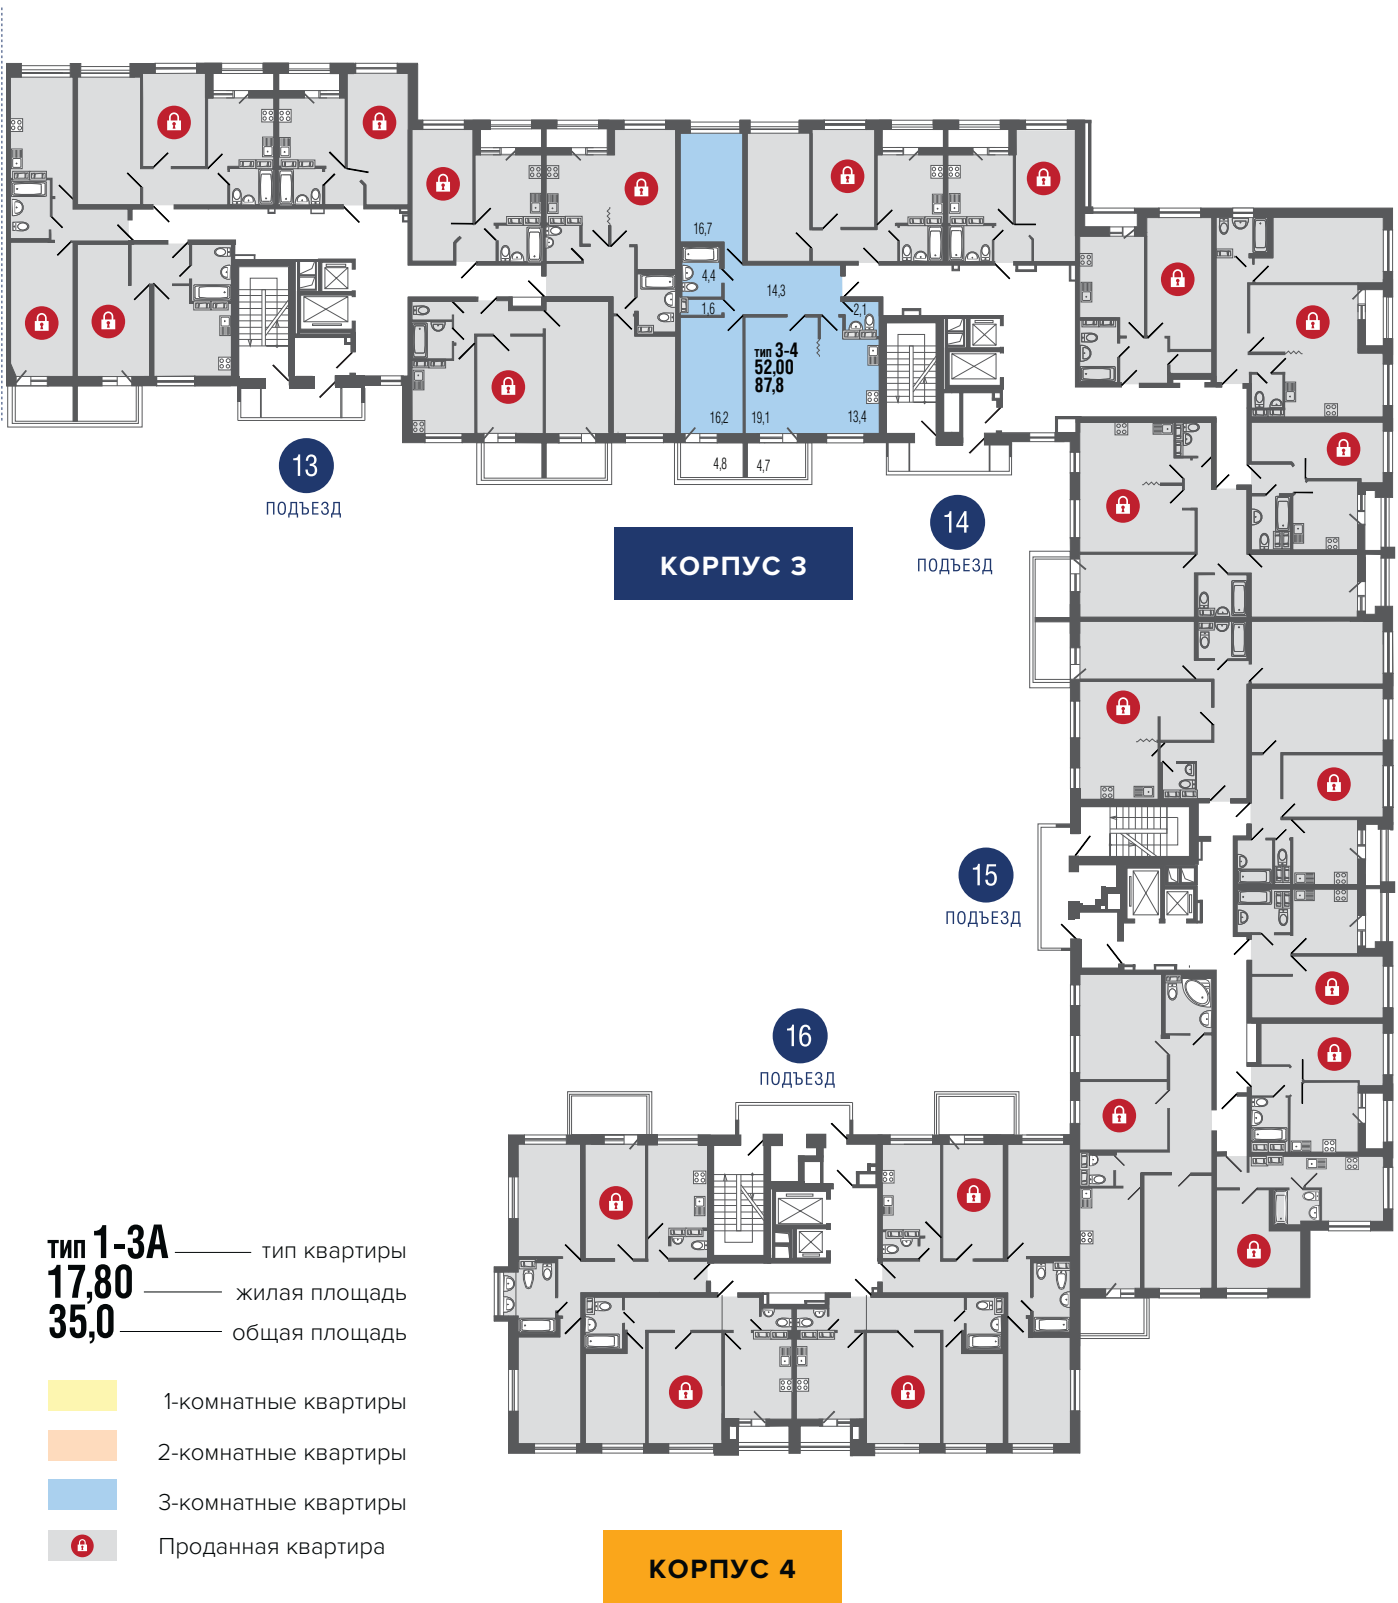 16,7
4,4
14,3
1,6
2,1
тип 3-4
52,00
87,8
16,2
19,1
13,4
4,8
4,7
13
ПОДЪЕЗД
14
ПОДЪЕЗД
КОРПУС 3
15
ПОДЪЕЗД
16
ПОДЪЕЗД
тип 1-3А
тип квартиры
17,80
жилая площадь
35,0
общая площадь
1-комнатные квартиры
2-комнатные квартиры
3-комнатные квартиры
Проданная квартира
КОРПУС 4